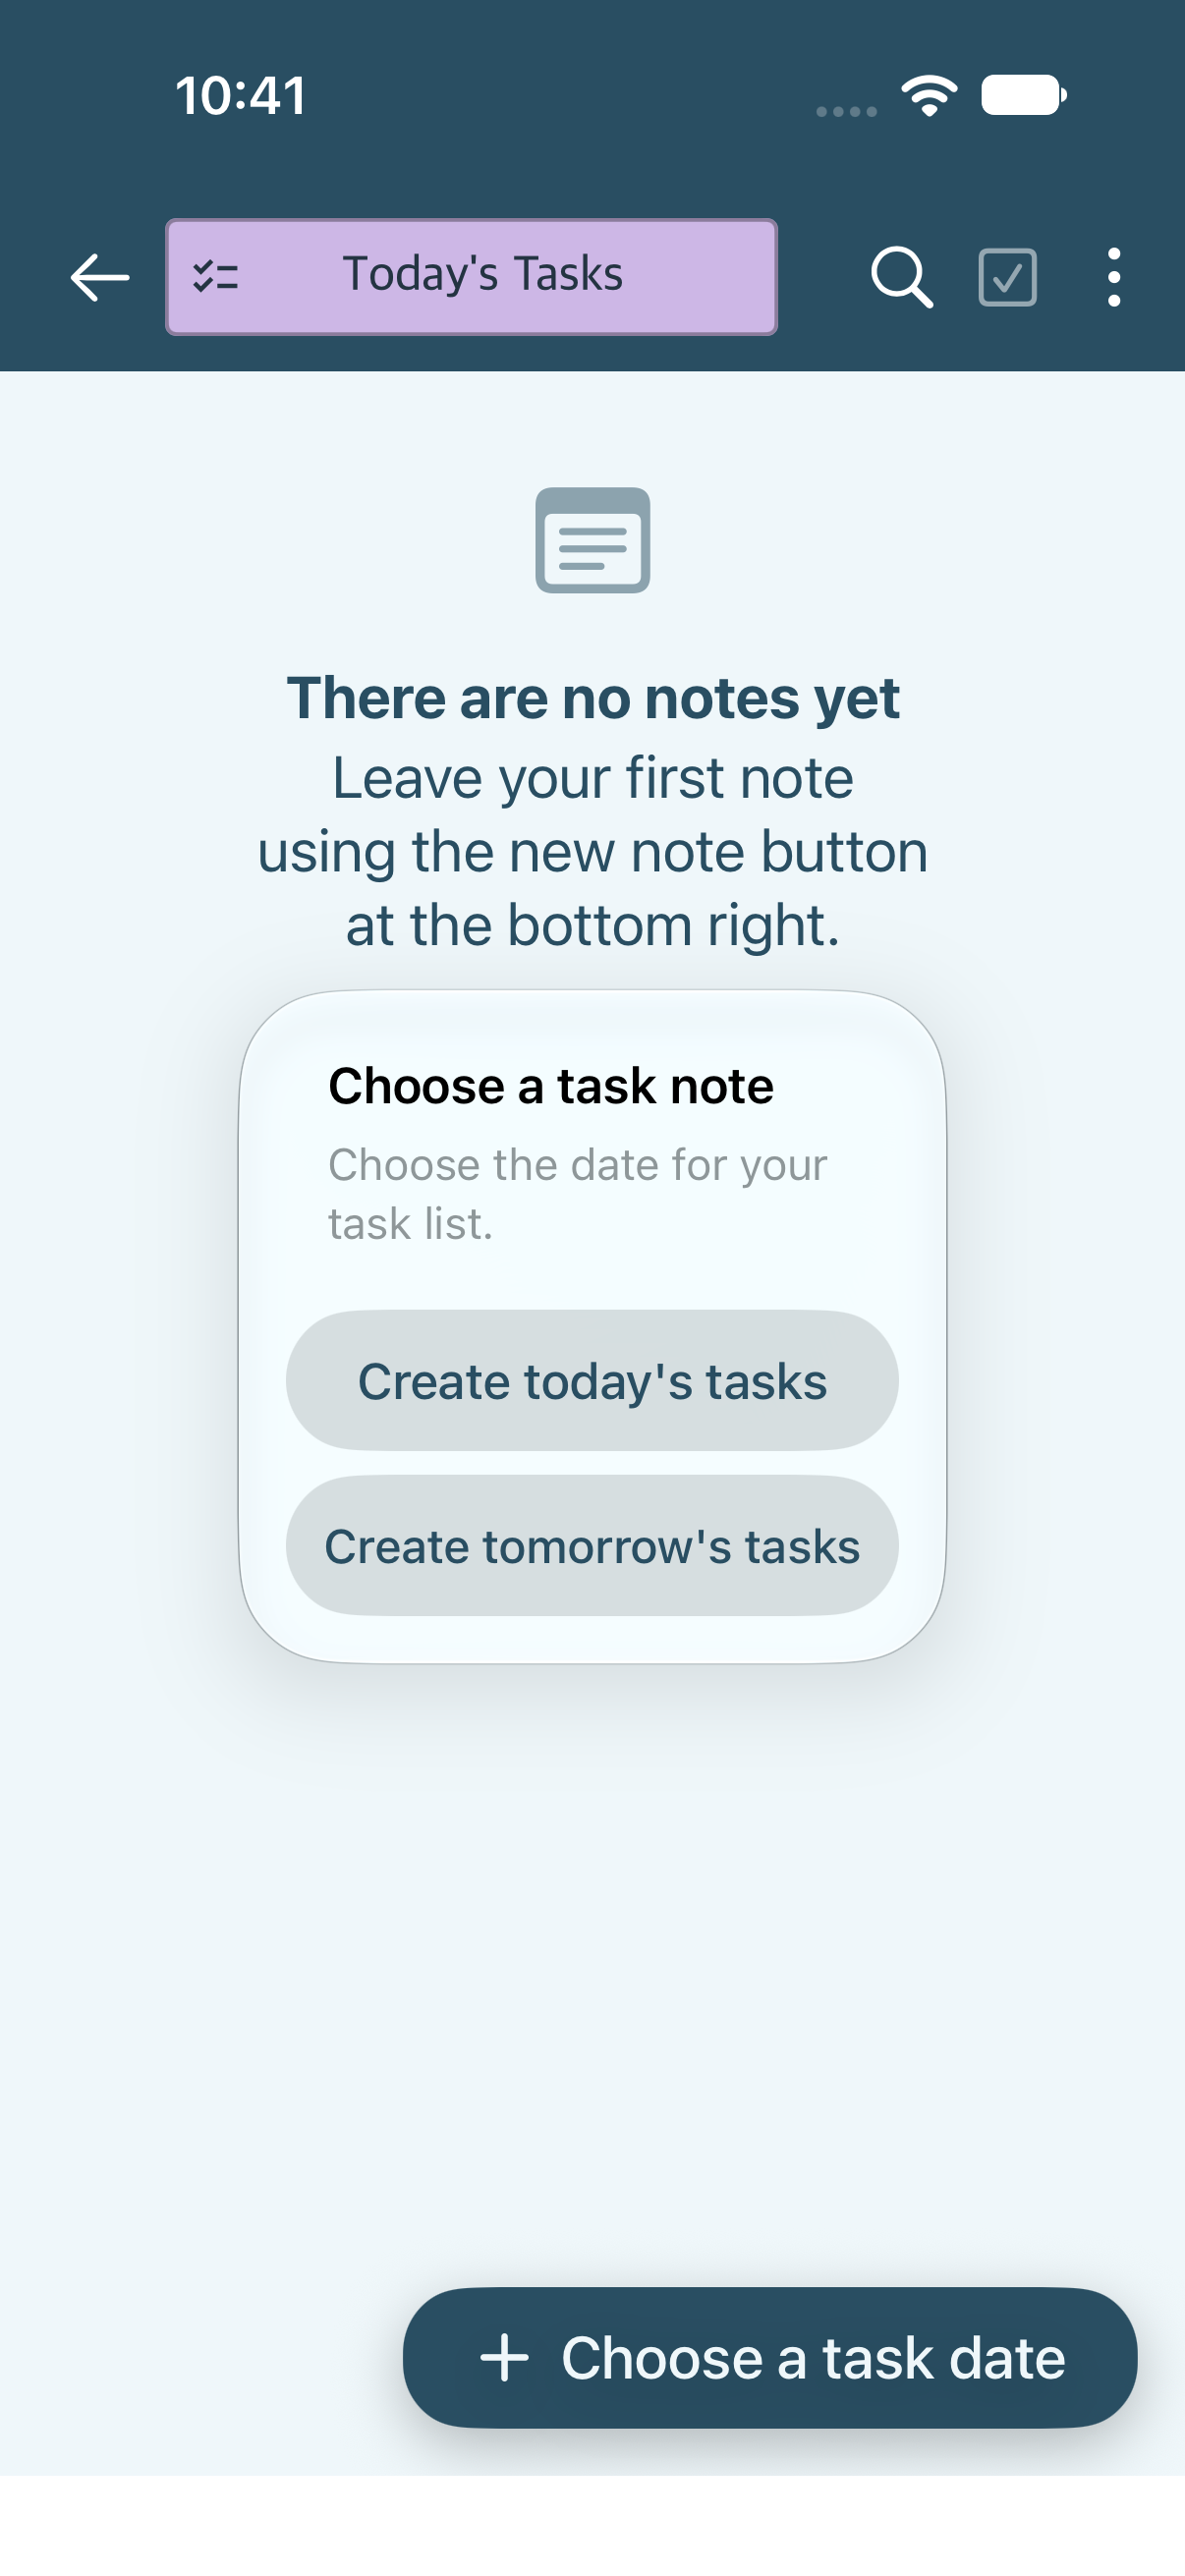 10:41
Today's Tasks
There are no notes yet
Leave your first note
using the new note button
at the bottom right.
Choose a task note
Choose the date for your
task list.
Create today's tasks
Create tomorrow's tasks
Choose a task date